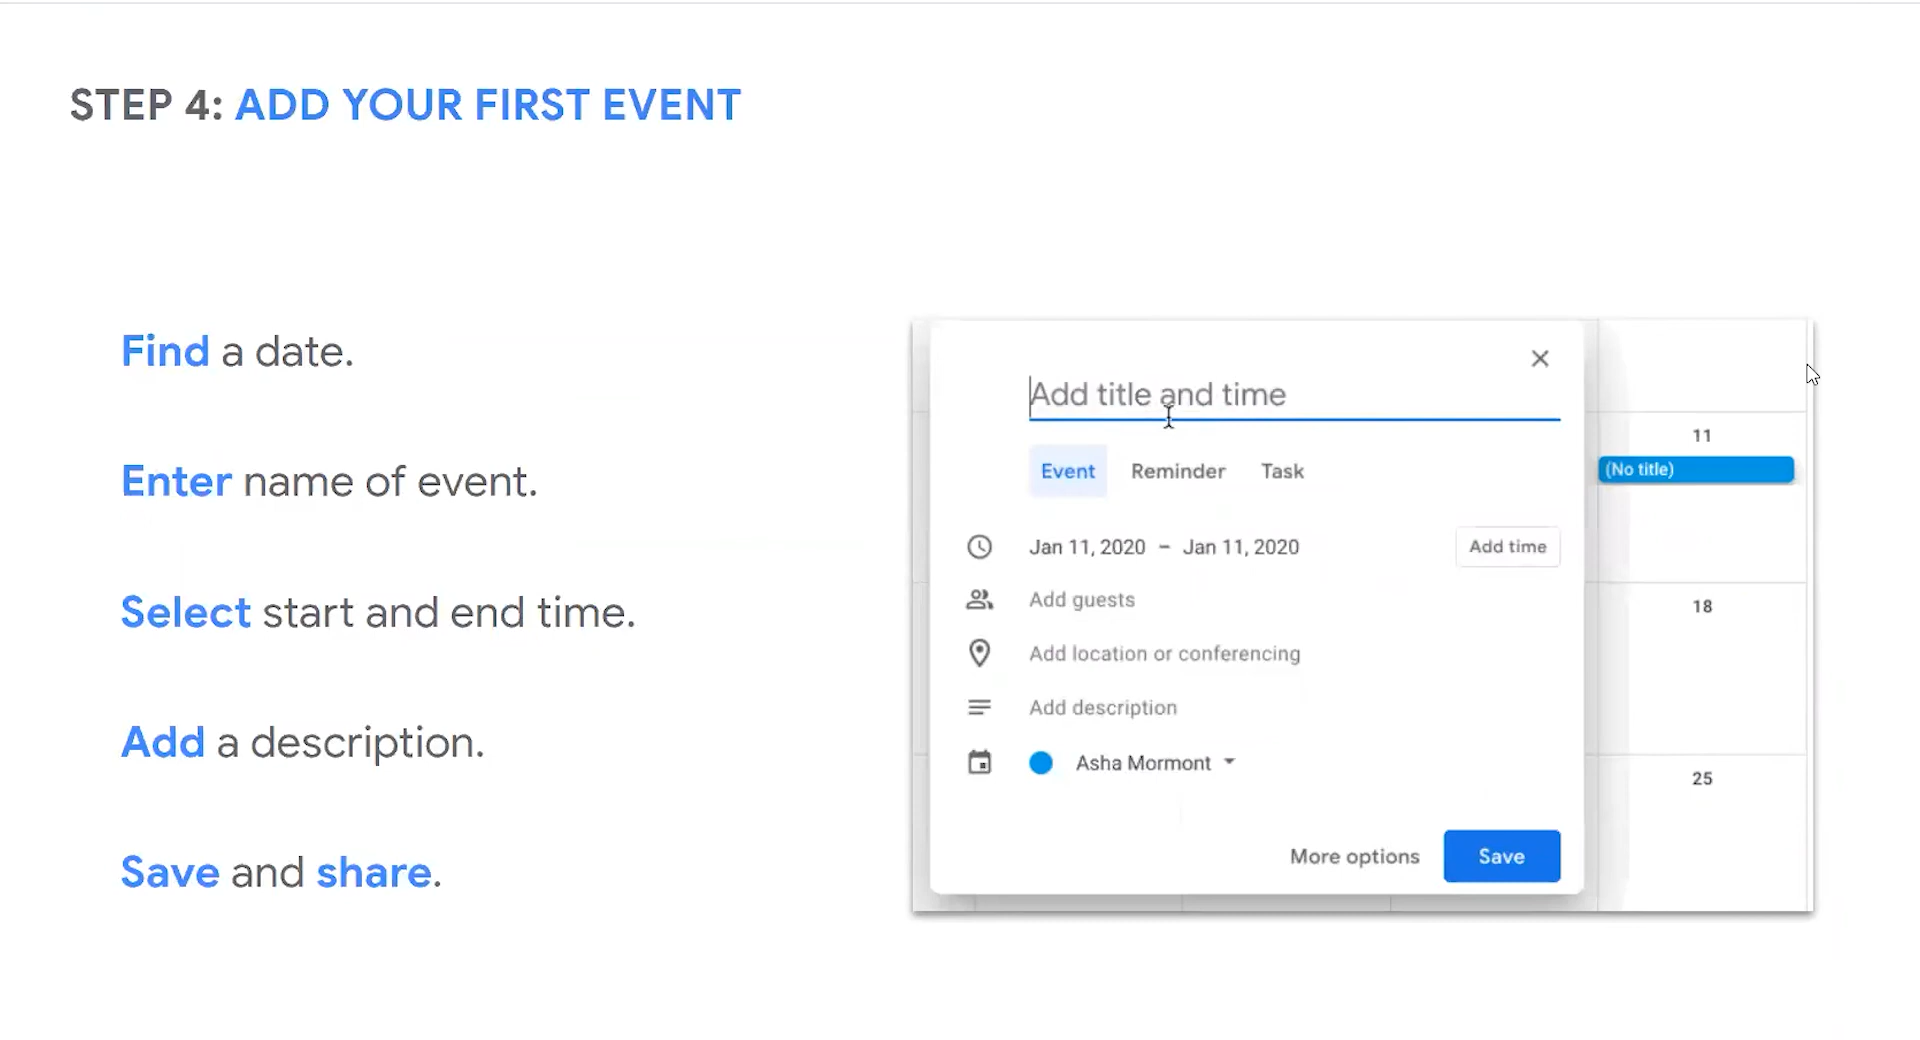 STEP 4: ADD YOUR FIRST EVENT
Find a date.
Enter name of event.
Select start and end time.
Add a description.
Save and share.
Add title and time
Event Reminder Task
Jan 11, 2020 – Jan 11, 2020 Add time
Add guests
Add location or conferencing
Add description
Asha Mormont
More options Save
11
(No title)
18
25